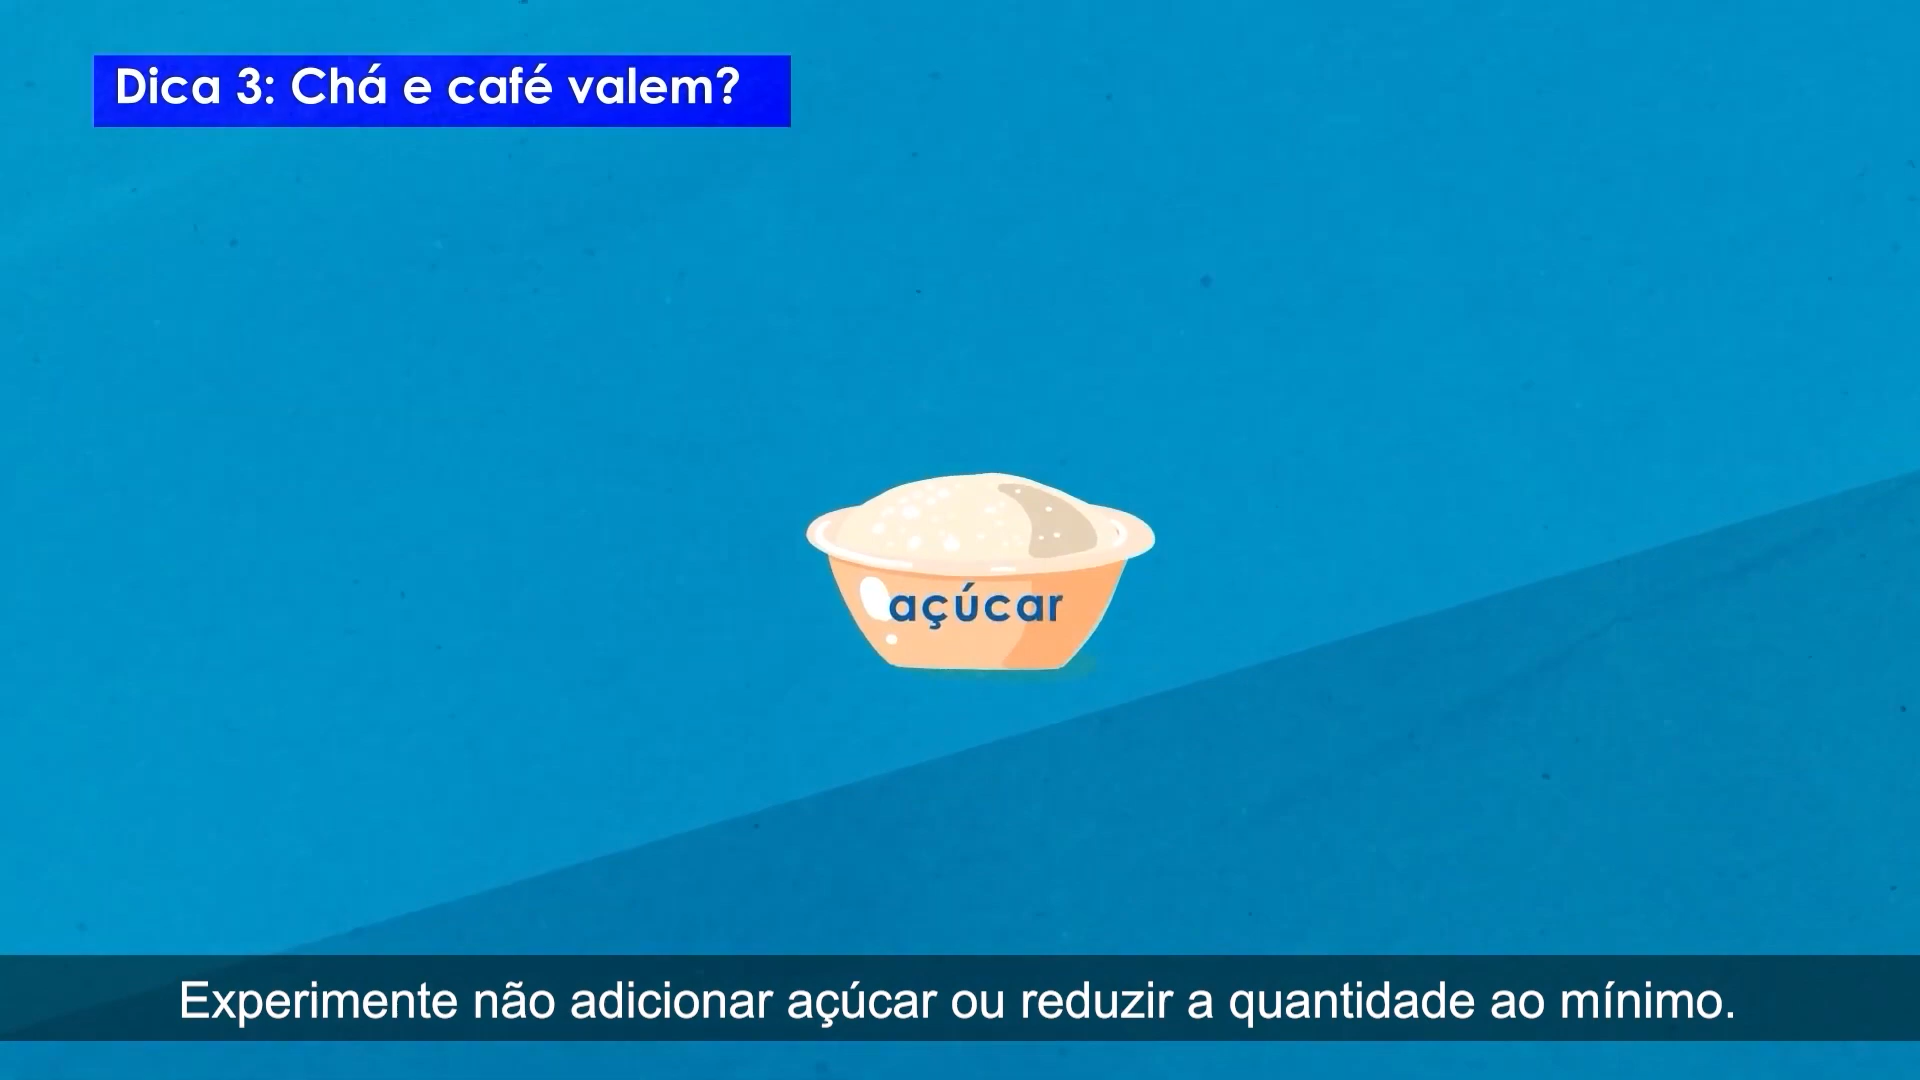 Dica 3: Chá e café valem?
açúcar
Experimente não adicionar açúcar ou reduzir a quantidade ao mínimo.